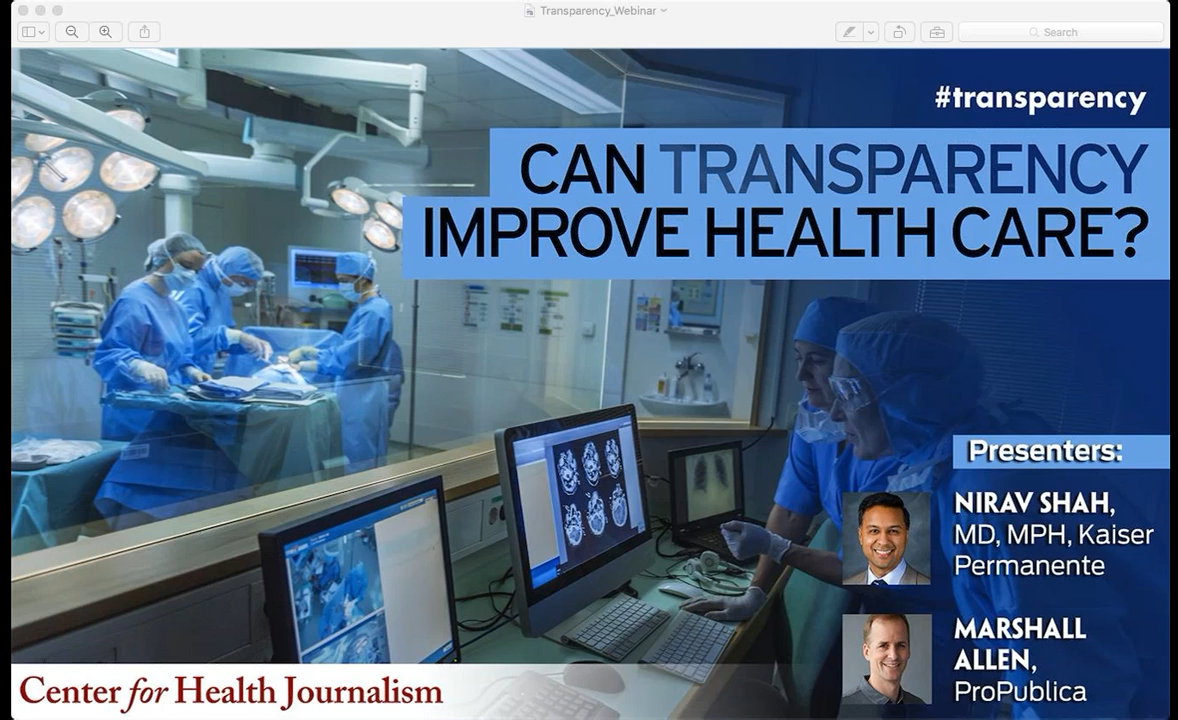 Transparency_Webinar
Search
#transparency
CAN TRANSPARENCY
IMPROVE HEALTH CARE?
Presenters:
NIRAV SHAH,
MD, MPH, Kaiser
Permanente
MARSHALL
ALLEN,
ProPublica
Center for Health Journalism